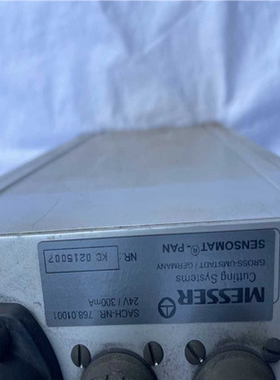 MESSER
Cutting Systems
GROSS-UMSTADT / GERMANY
SENSOMAT®-PAN
SACH-NR. 768.01001
24V / 300mA
NR.: KC 0215007